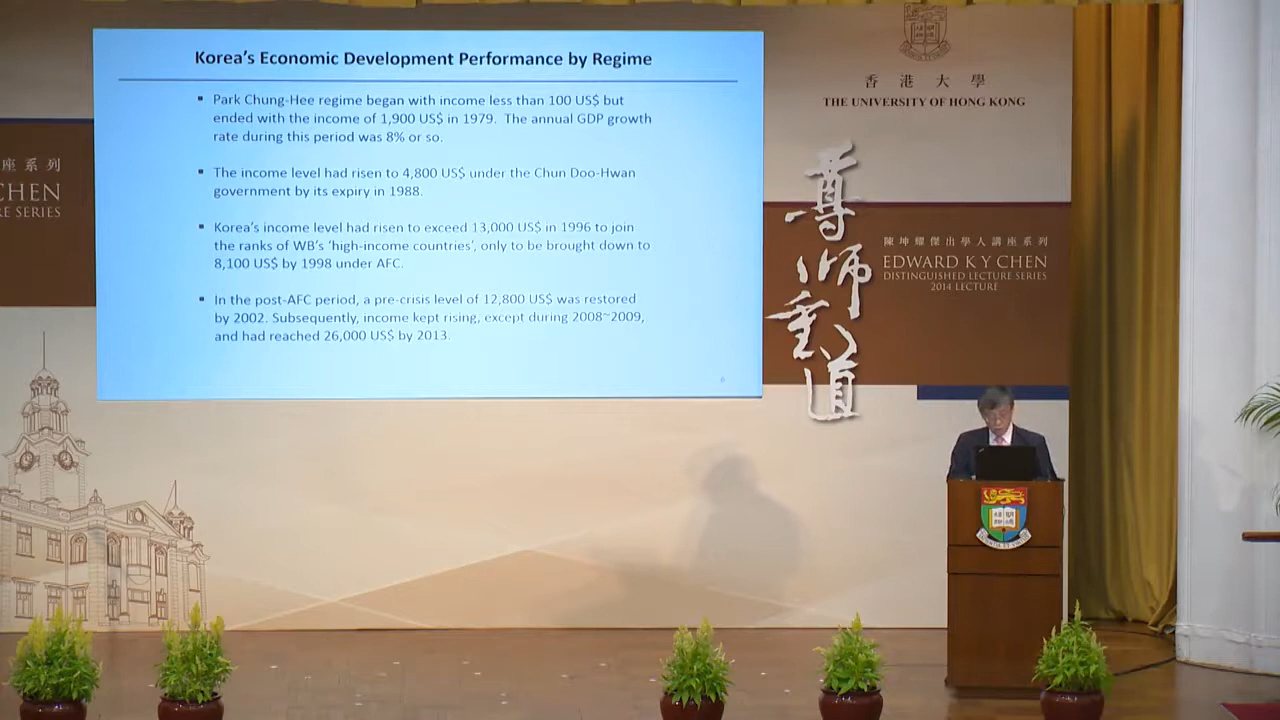 Korea's Economic Development Performance by Regime
▪ Park Chung-Hee regime began with income less than 100 US$ but
ended with the income of 1,900 US$ in 1979. The annual GDP growth
rate during this period was 8% or so.
▪ The income level had risen to 4,800 US$ under the Chun Doo-Hwan
government by its expiry in 1988.
▪ Korea's income level had risen to exceed 13,000 US$ in 1996 to join
the ranks of WB's 'high-income countries', only to be brought down to
8,100 US$ by 1998 under AFC.
▪ In the post-AFC period, a pre-crisis level of 12,800 US$ was restored
by 2002. Subsequently, income kept rising, except during 2008~2009,
and had reached 26,000 US$ by 2013.
香港大學
THE UNIVERSITY OF HONG KONG
尊師重道
陳坤耀傑出學人講座系列
EDWARD K Y CHEN
DISTINGUISHED LECTURE SERIES
2014 LECTURE
座系列
CHEN
RE SERIES